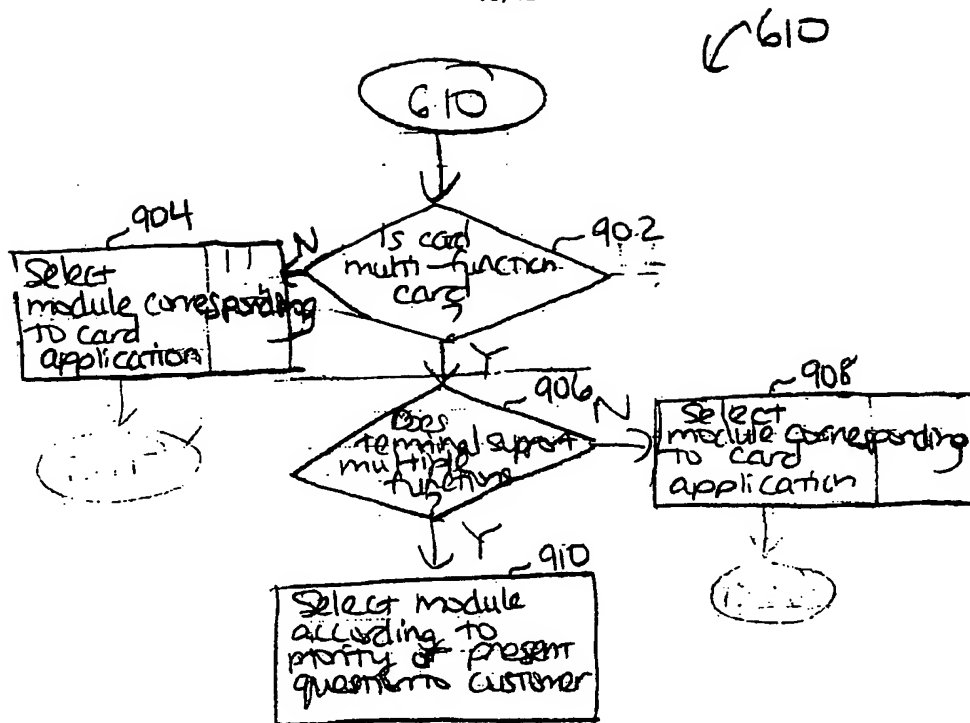 610
610
Is card
multi-function
card
?
902
N
904
Select
module corresponding
to card
application
Y
906
Does
terminal support
multiple
functions
?
N
908
Select
module corresponding
to card
application
Y
910
Select module
according to
priority or present
question to customer